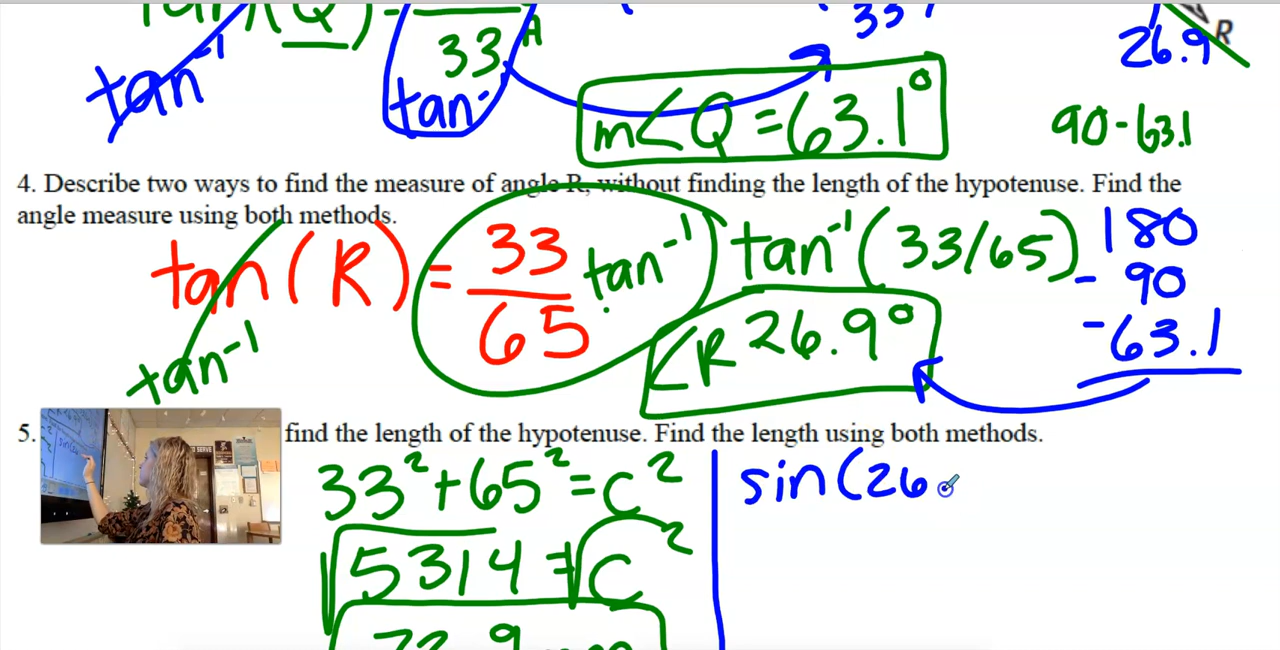 tan(Q) =
33 A
33
26.9
R
tan⁻¹
tan⁻
m∠Q = 63.1°
90-63.1
4. Describe two ways to find the measure of angle R, without finding the length of the hypotenuse. Find the
angle measure using both methods.
tan(R) = 33/65 tan⁻¹
tan⁻¹(33/65)
180
- 90
-63.1
tan⁻¹
∠R 26.9°
5.
find the length of the hypotenuse. Find the length using both methods.
33² + 65² = c²
sin(26.
5314 = c²